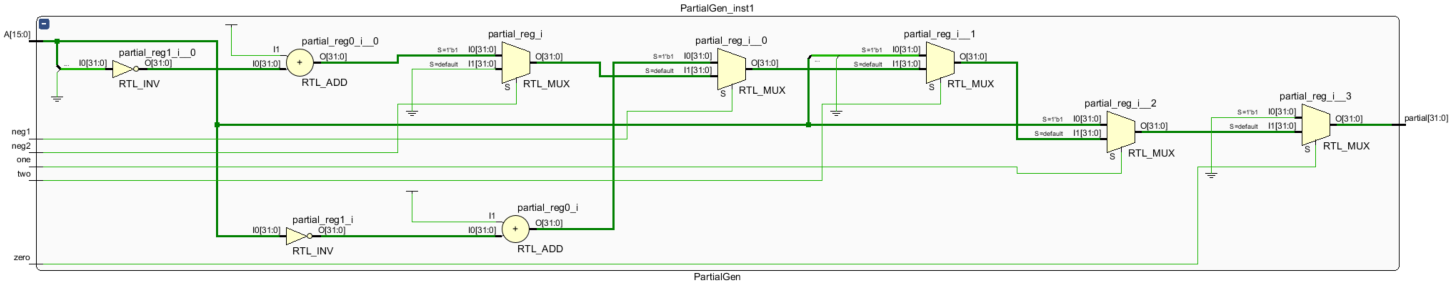 PartialGen_inst1
A[15:0]
neg1
neg2
one
two
zero
partial_reg1_i__0
I0[31:0]
O[31:0]
RTL_INV
partial_reg0_i__0
I1
I0[31:0]
O[31:0]
+
RTL_ADD
partial_reg_i
S=1'b1
I0[31:0]
S=default
I1[31:0]
O[31:0]
S
RTL_MUX
partial_reg_i__0
S=1'b1
I0[31:0]
S=default
I1[31:0]
O[31:0]
S
RTL_MUX
...
partial_reg_i__1
S=1'b1
I0[31:0]
S=default
I1[31:0]
O[31:0]
S
RTL_MUX
partial_reg_i__2
S=1'b1
I0[31:0]
S=default
I1[31:0]
O[31:0]
S
RTL_MUX
partial_reg_i__3
S=1'b1
I0[31:0]
S=default
I1[31:0]
O[31:0]
S
RTL_MUX
partial[31:0]
partial_reg1_i
I0[31:0]
O[31:0]
RTL_INV
partial_reg0_i
I1
I0[31:0]
O[31:0]
+
RTL_ADD
PartialGen